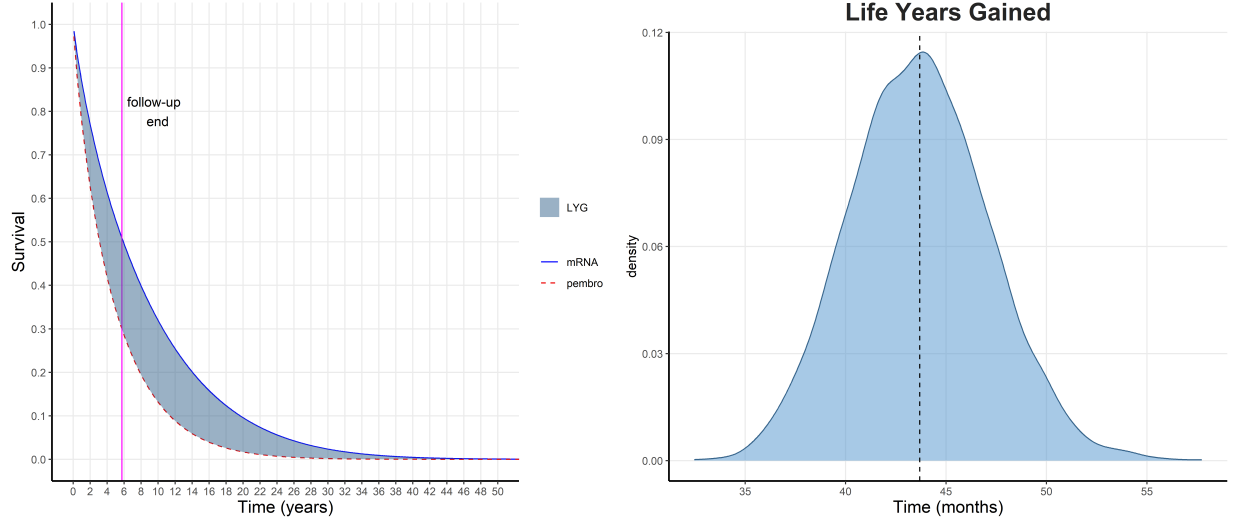 1.0
0.9
0.8
0.7
0.6
0.5
0.4
0.3
0.2
0.1
0.0
Survival
follow-up
end
0 2 4 6 8 10 12 14 16 18 20 22 24 26 28 30 32 34 36 38 40 42 44 46 48 50
Time (years)
LYG
mRNA
pembro
Life Years Gained
0.12
0.09
0.06
0.03
0.00
density
35 40 45 50 55
Time (months)